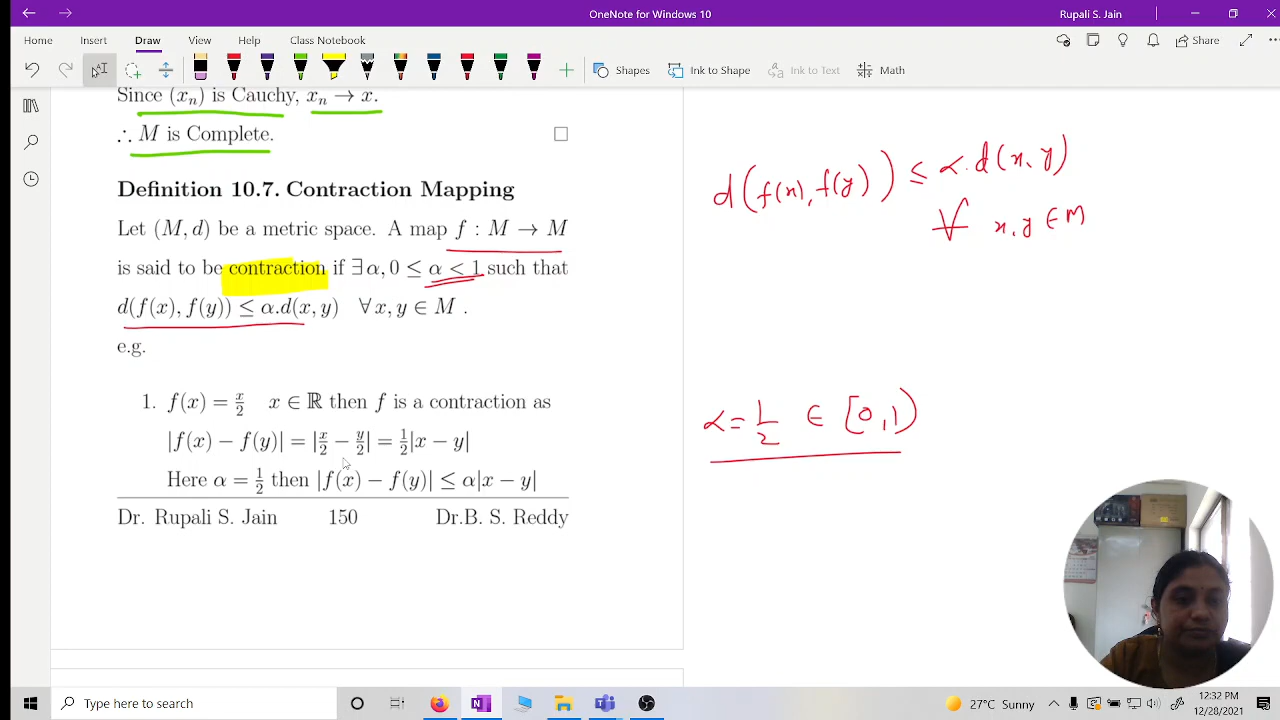 OneNote for Windows 10
Rupali S. Jain
Home Insert Draw View Help Class Notebook
Share
Shapes Ink to Shape Ink to Text Math
Since (xₙ) is Cauchy, xₙ → x.
∴ M is Complete. □
Definition 10.7. Contraction Mapping
Let (M, d) be a metric space. A map f : M → M
is said to be contraction if ∃ α, 0 ≤ α < 1 such that
d(f(x), f(y)) ≤ α.d(x, y) ∀ x, y ∈ M .
e.g.
1. f(x) = x/2 x ∈ ℝ then f is a contraction as
|f(x) − f(y)| = |x/2 − y/2| = 1/2|x − y|
Here α = 1/2 then |f(x) − f(y)| ≤ α|x − y|
Dr. Rupali S. Jain 150 Dr.B. S. Reddy
d(f(x), f(y)) ≤ α.d(x, y)
∀ x, y ∈ M
α = 1/2 ∈ [0, 1)
Type here to search
27°C Sunny
12:32 PM
12/28/2021